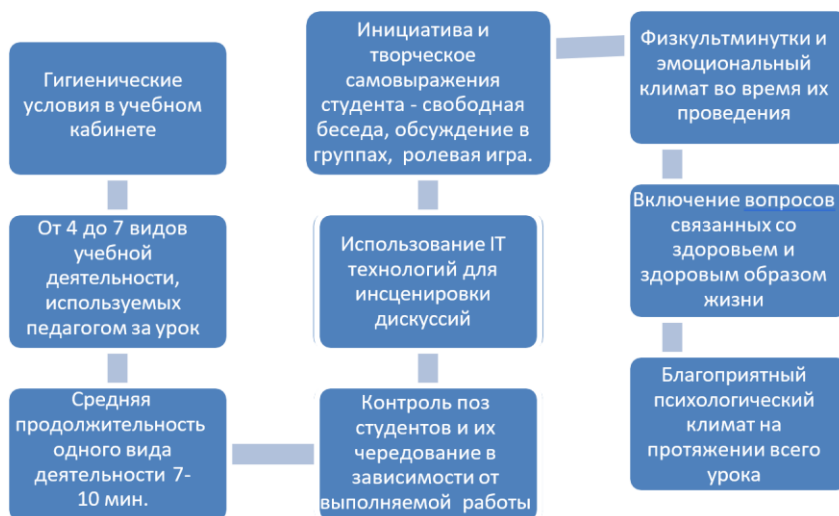 Гигиенические
условия в учебном
кабинете
От 4 до 7 видов
учебной
деятельности,
используемых
педагогом за урок
Средняя
продолжительность
одного вида
деятельности 7-
10 мин.
Контроль поз
студентов и их
чередование в
зависимости от
выполняемой работы
Использование IT
технологий для
инсценировки
дискуссий
Инициатива и
творческое
самовыражения
студента - свободная
беседа, обсуждение в
группах, ролевая игра.
Физкультминутки и
эмоциональный
климат во время их
проведения
Включение вопросов
связанных со
здоровьем и
здоровым образом
жизни
Благоприятный
психологический
климат на
протяжении всего
урока